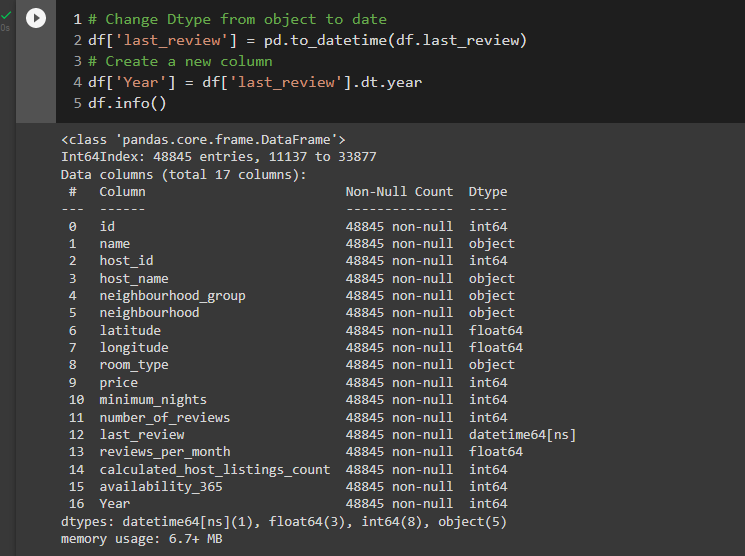 0s
1 # Change Dtype from object to date
2 df['last_review'] = pd.to_datetime(df.last_review)
3 # Create a new column
4 df['Year'] = df['last_review'].dt.year
5 df.info()
<class 'pandas.core.frame.DataFrame'>
Int64Index: 48845 entries, 11137 to 33877
Data columns (total 17 columns):
 #   Column                          Non-Null Count  Dtype
---  ------                          --------------  -----
 0   id                              48845 non-null  int64
 1   name                            48845 non-null  object
 2   host_id                         48845 non-null  int64
 3   host_name                       48845 non-null  object
 4   neighbourhood_group             48845 non-null  object
 5   neighbourhood                   48845 non-null  object
 6   latitude                        48845 non-null  float64
 7   longitude                       48845 non-null  float64
 8   room_type                       48845 non-null  object
 9   price                           48845 non-null  int64
 10  minimum_nights                  48845 non-null  int64
 11  number_of_reviews               48845 non-null  int64
 12  last_review                     48845 non-null  datetime64[ns]
 13  reviews_per_month               48845 non-null  float64
 14  calculated_host_listings_count  48845 non-null  int64
 15  availability_365                48845 non-null  int64
 16  Year                            48845 non-null  int64
dtypes: datetime64[ns](1), float64(3), int64(8), object(5)
memory usage: 6.7+ MB